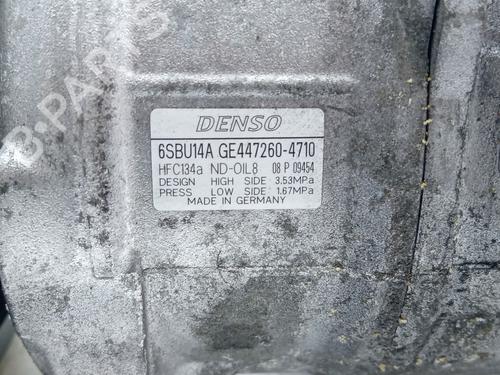 B-PARTS
DENSO
6SBU14A GE447260-4710
HFC134a ND-OIL8 08 P 09454
DESIGN HIGH SIDE 3.53MPa
PRESS LOW SIDE 1.67MPa
MADE IN GERMANY